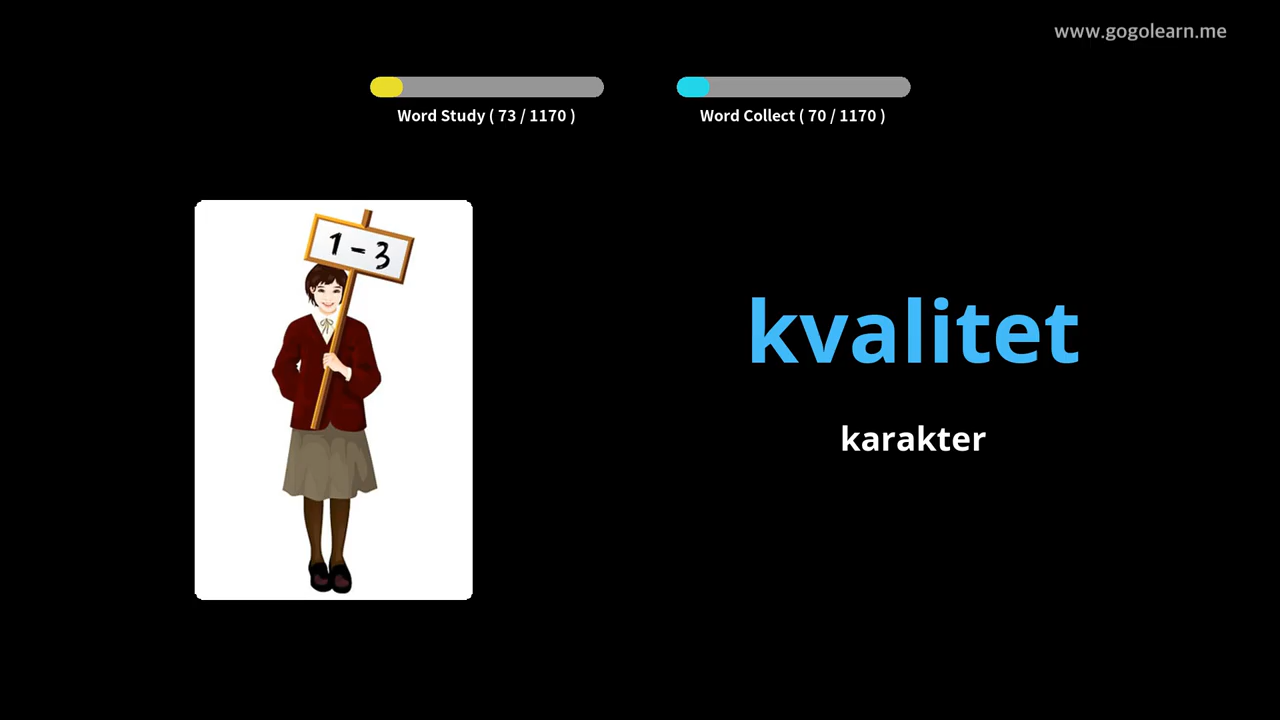 www.gogolearn.me
Word Study ( 73 / 1170 )
Word Collect ( 70 / 1170 )
1 - 3
kvalitet
karakter